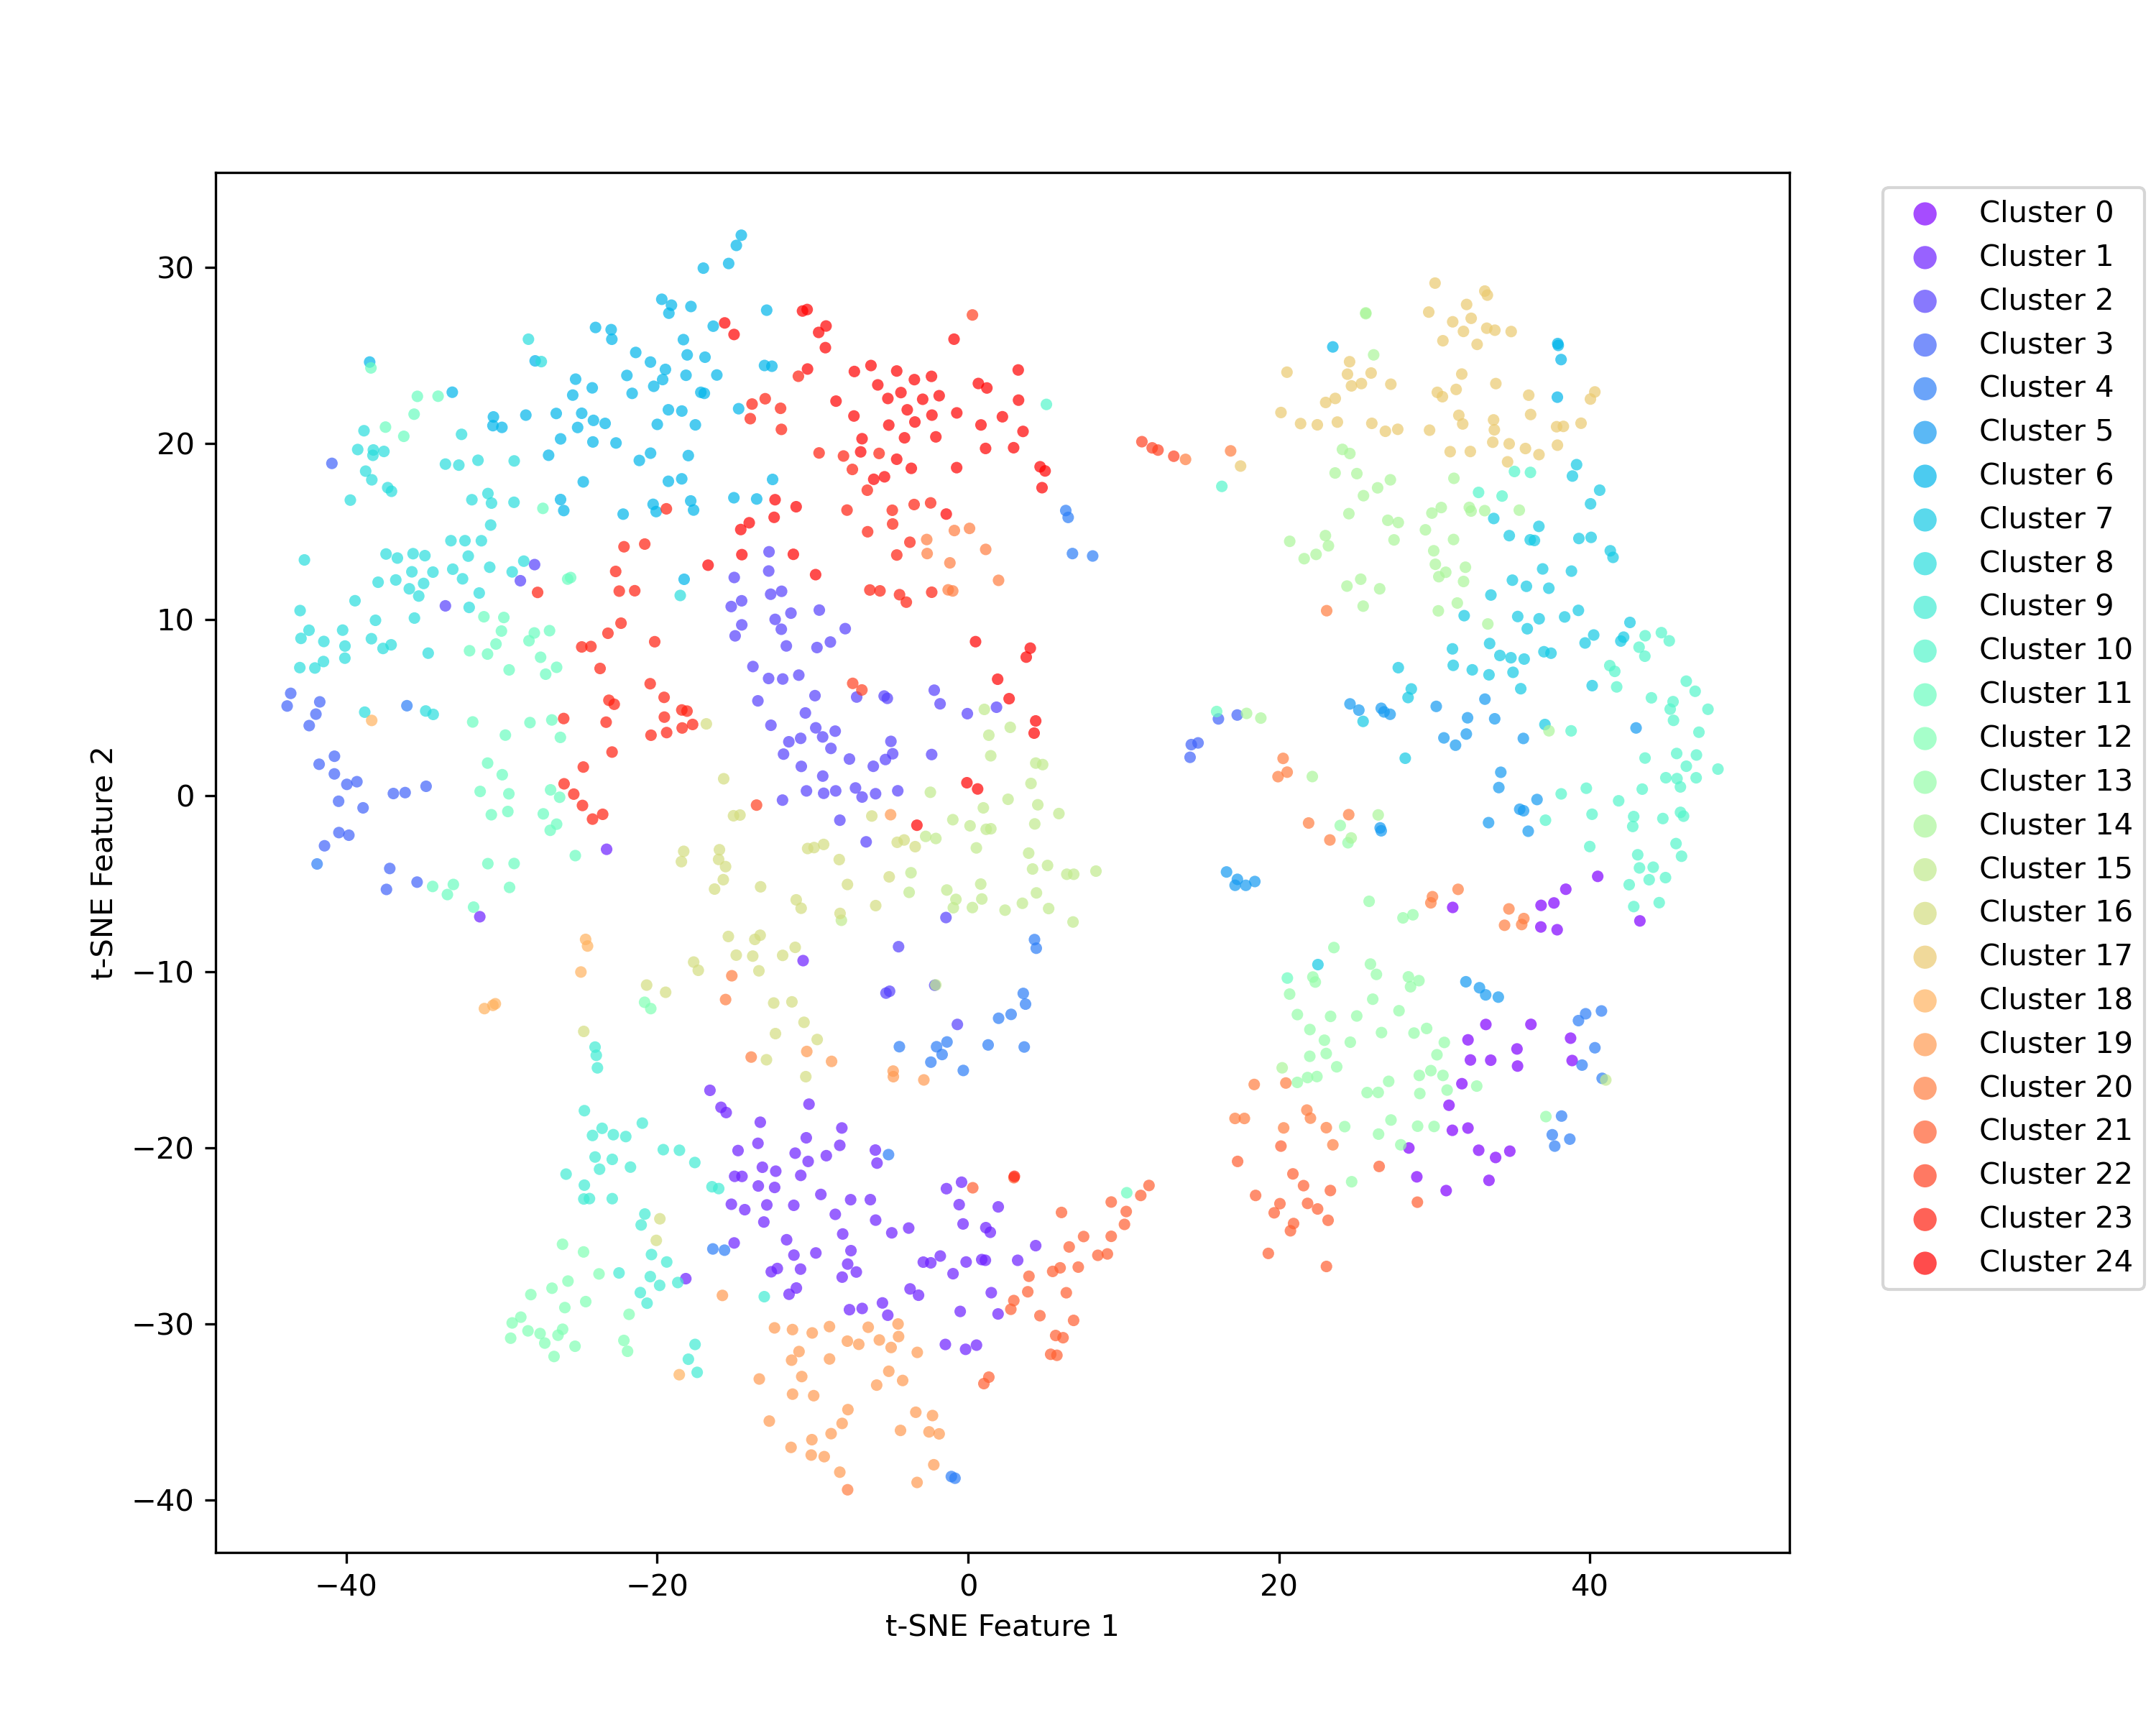 30
20
10
0
−10
−20
−30
−40
t-SNE Feature 2
−40
−20
0
20
40
t-SNE Feature 1
Cluster 0
Cluster 1
Cluster 2
Cluster 3
Cluster 4
Cluster 5
Cluster 6
Cluster 7
Cluster 8
Cluster 9
Cluster 10
Cluster 11
Cluster 12
Cluster 13
Cluster 14
Cluster 15
Cluster 16
Cluster 17
Cluster 18
Cluster 19
Cluster 20
Cluster 21
Cluster 22
Cluster 23
Cluster 24